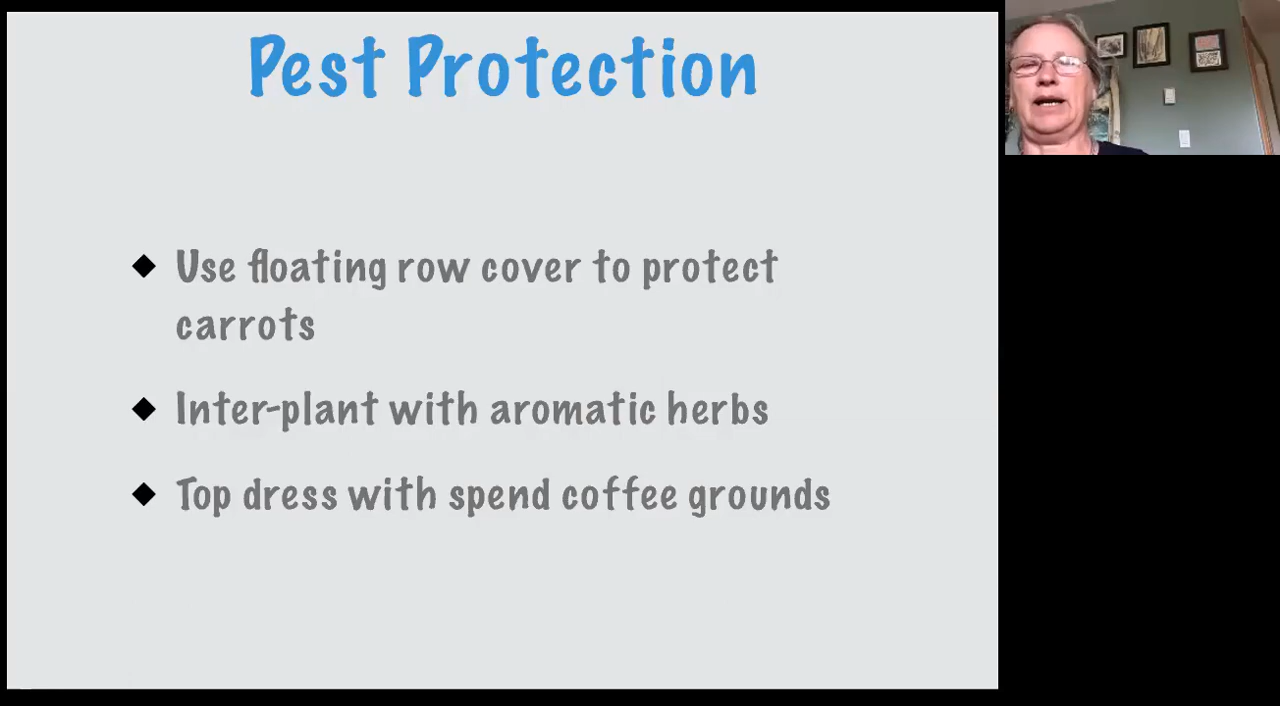 Pest Protection
Use floating row cover to protect
carrots
Inter-plant with aromatic herbs
Top dress with spend coffee grounds